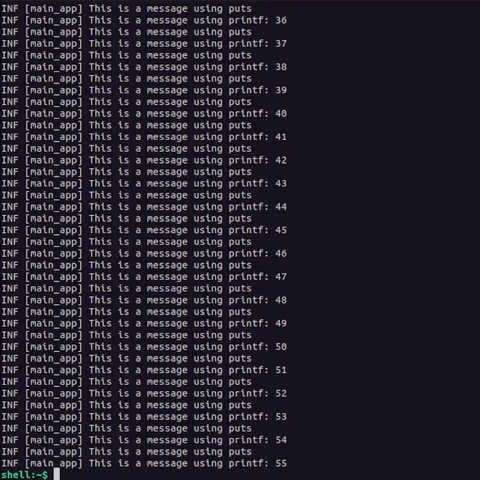 INF [main_app] This is a message using puts
INF [main_app] This is a message using printf: 36
INF [main_app] This is a message using puts
INF [main_app] This is a message using printf: 37
INF [main_app] This is a message using puts
INF [main_app] This is a message using printf: 38
INF [main_app] This is a message using puts
INF [main_app] This is a message using printf: 39
INF [main_app] This is a message using puts
INF [main_app] This is a message using printf: 40
INF [main_app] This is a message using puts
INF [main_app] This is a message using printf: 41
INF [main_app] This is a message using puts
INF [main_app] This is a message using printf: 42
INF [main_app] This is a message using puts
INF [main_app] This is a message using printf: 43
INF [main_app] This is a message using puts
INF [main_app] This is a message using printf: 44
INF [main_app] This is a message using puts
INF [main_app] This is a message using printf: 45
INF [main_app] This is a message using puts
INF [main_app] This is a message using printf: 46
INF [main_app] This is a message using puts
INF [main_app] This is a message using printf: 47
INF [main_app] This is a message using puts
INF [main_app] This is a message using printf: 48
INF [main_app] This is a message using puts
INF [main_app] This is a message using printf: 49
INF [main_app] This is a message using puts
INF [main_app] This is a message using printf: 50
INF [main_app] This is a message using puts
INF [main_app] This is a message using printf: 51
INF [main_app] This is a message using puts
INF [main_app] This is a message using printf: 52
INF [main_app] This is a message using puts
INF [main_app] This is a message using printf: 53
INF [main_app] This is a message using puts
INF [main_app] This is a message using printf: 54
INF [main_app] This is a message using puts
INF [main_app] This is a message using printf: 55
shell:~$